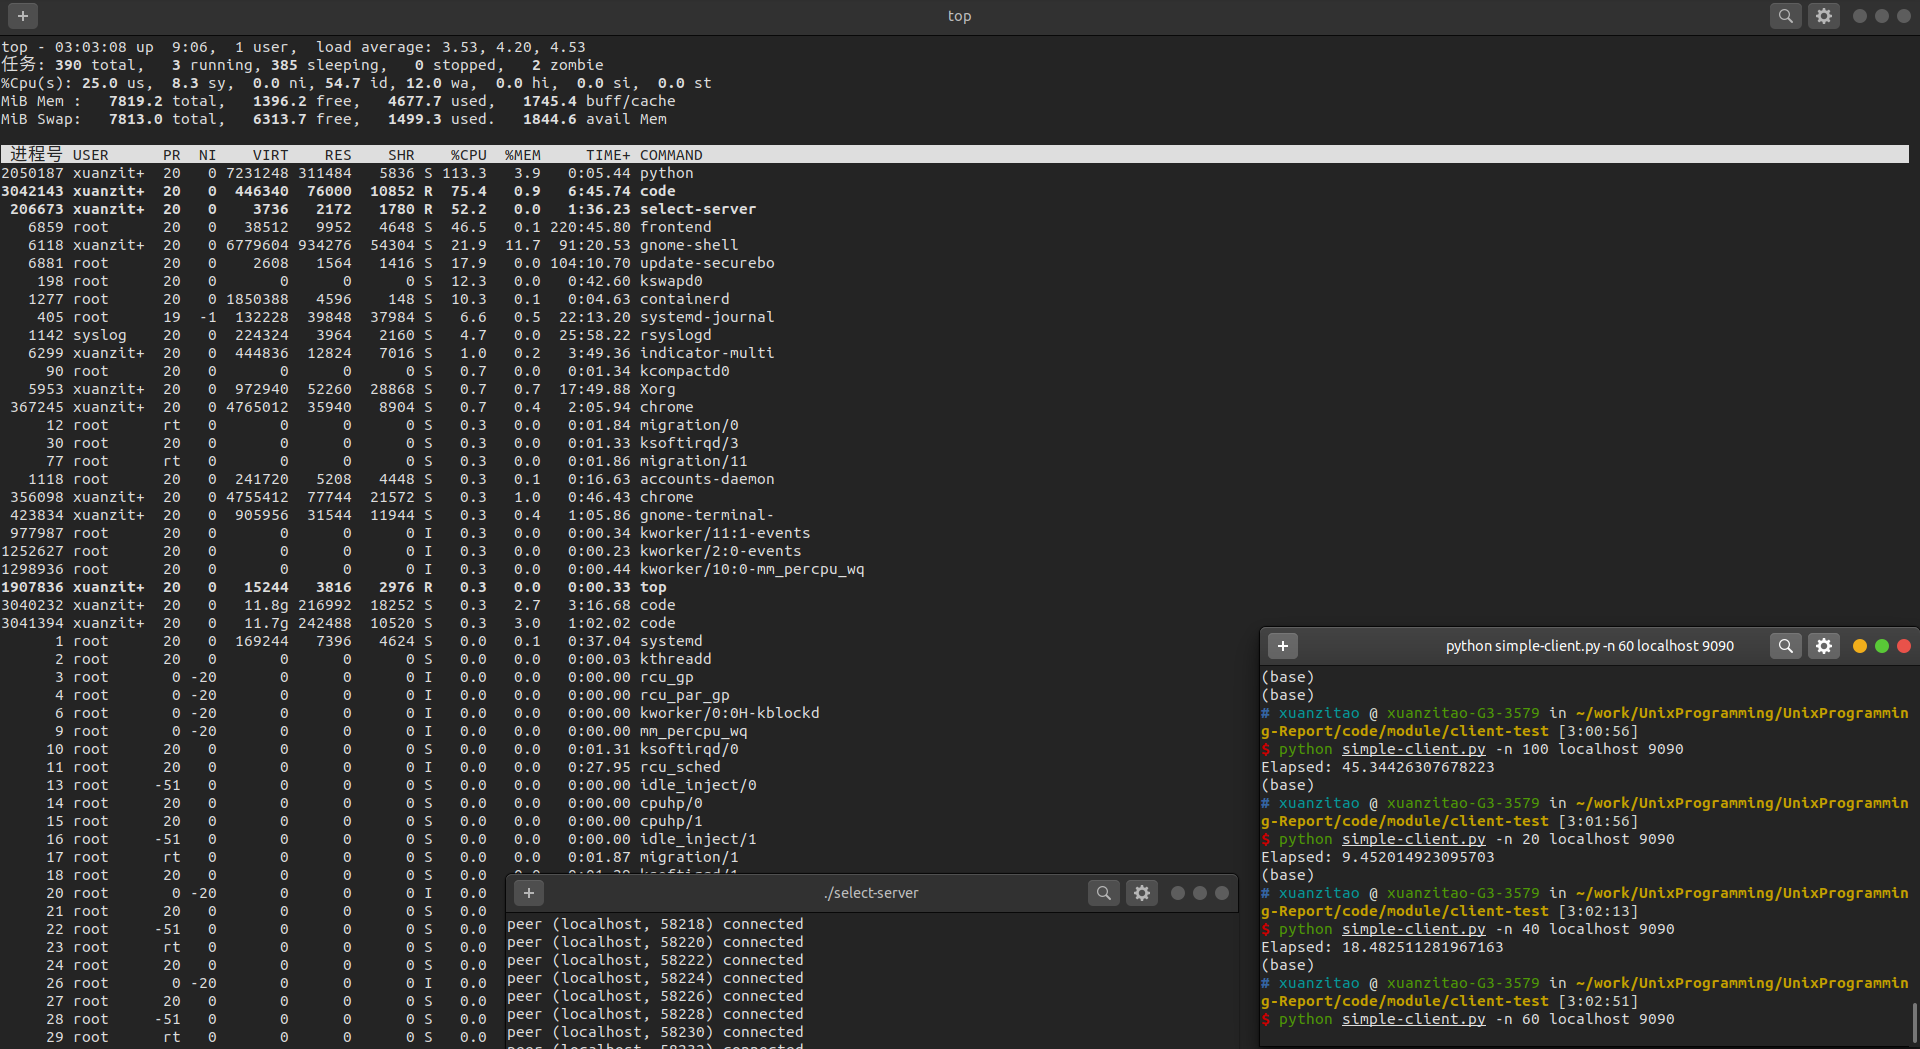 top
top - 03:03:08 up  9:06,  1 user,  load average: 3.53, 4.20, 4.53
任务: 390 total,   3 running, 385 sleeping,   0 stopped,   2 zombie
%Cpu(s): 25.0 us,  8.3 sy,  0.0 ni, 54.7 id, 12.0 wa,  0.0 hi,  0.0 si,  0.0 st
MiB Mem :   7819.2 total,   1396.2 free,   4677.7 used,   1745.4 buff/cache
MiB Swap:   7813.0 total,   6313.7 free,   1499.3 used.   1844.6 avail Mem
进程号 USER      PR  NI    VIRT    RES    SHR    %CPU  %MEM     TIME+ COMMAND
2050187 xuanzit+  20   0 7231248 311484   5836 S 113.3   3.9   0:05.44 python
3042143 xuanzit+  20   0  446340  76000  10852 R  75.4   0.9   6:45.74 code
206673 xuanzit+  20   0    3736   2172   1780 R  52.2   0.0   1:36.23 select-server
6859 root      20   0   38512   9952   4648 S  46.5   0.1 220:45.80 frontend
6118 xuanzit+  20   0 6779604 934276  54304 S  21.9  11.7  91:20.53 gnome-shell
6881 root      20   0    2608   1564   1416 S  17.9   0.0 104:10.70 update-securebo
198 root      20   0       0      0      0 S  12.3   0.0   0:42.60 kswapd0
1277 root      20   0 1850388   4596    148 S  10.3   0.1   0:04.63 containerd
405 root      19  -1  132228  39848  37984 S   6.6   0.5  22:13.20 systemd-journal
1142 syslog    20   0  224324   3964   2160 S   4.7   0.0  25:58.22 rsyslogd
6299 xuanzit+  20   0  444836  12824   7016 S   1.0   0.2   3:49.36 indicator-multi
90 root      20   0       0      0      0 S   0.7   0.0   0:01.34 kcompactd0
5953 xuanzit+  20   0  972940  52260  28868 S   0.7   0.7  17:49.88 Xorg
367245 xuanzit+  20   0 4765012  35940   8904 S   0.7   0.4   2:05.94 chrome
12 root      rt   0       0      0      0 S   0.3   0.0   0:01.84 migration/0
30 root      20   0       0      0      0 S   0.3   0.0   0:01.33 ksoftirqd/3
77 root      rt   0       0      0      0 S   0.3   0.0   0:01.86 migration/11
1118 root      20   0  241720   5208   4448 S   0.3   0.1   0:16.63 accounts-daemon
356098 xuanzit+  20   0 4755412  77744  21572 S   0.3   1.0   0:46.43 chrome
423834 xuanzit+  20   0  905956  31544  11944 S   0.3   0.4   1:05.86 gnome-terminal-
977987 root      20   0       0      0      0 I   0.3   0.0   0:00.34 kworker/11:1-events
1252627 root      20   0       0      0      0 I   0.3   0.0   0:00.23 kworker/2:0-events
1298936 root      20   0       0      0      0 I   0.3   0.0   0:00.44 kworker/10:0-mm_percpu_wq
1907836 xuanzit+  20   0   15244   3816   2976 R   0.3   0.0   0:00.33 top
3040232 xuanzit+  20   0   11.8g 216992  18252 S   0.3   2.7   3:16.68 code
3041394 xuanzit+  20   0   11.7g 242488  10520 S   0.3   3.0   1:02.02 code
1 root      20   0  169244   7396   4624 S   0.0   0.1   0:37.04 systemd
2 root      20   0       0      0      0 S   0.0   0.0   0:00.03 kthreadd
3 root       0 -20       0      0      0 I   0.0   0.0   0:00.00 rcu_gp
4 root       0 -20       0      0      0 I   0.0   0.0   0:00.00 rcu_par_gp
6 root       0 -20       0      0      0 I   0.0   0.0   0:00.00 kworker/0:0H-kblockd
9 root       0 -20       0      0      0 I   0.0   0.0   0:00.00 mm_percpu_wq
10 root      20   0       0      0      0 S   0.0   0.0   0:01.31 ksoftirqd/0
11 root      20   0       0      0      0 I   0.0   0.0   0:27.95 rcu_sched
13 root     -51   0       0      0      0 S   0.0   0.0   0:00.00 idle_inject/0
14 root      20   0       0      0      0 S   0.0   0.0   0:00.00 cpuhp/0
15 root      20   0       0      0      0 S   0.0   0.0   0:00.00 cpuhp/1
16 root     -51   0       0      0      0 S   0.0   0.0   0:00.00 idle_inject/1
17 root      rt   0       0      0      0 S   0.0   0.0   0:01.87 migration/1
18 root      20   0       0      0      0 S   0.0
20 root       0 -20       0      0      0 I   0.0
21 root      20   0       0      0      0 S   0.0
22 root     -51   0       0      0      0 S   0.0
23 root      rt   0       0      0      0 S   0.0
24 root      20   0       0      0      0 S   0.0
26 root       0 -20       0      0      0 I   0.0
27 root      20   0       0      0      0 S   0.0
28 root     -51   0       0      0      0 S   0.0
29 root      rt   0       0      0      0 S   0.0
./select-server
peer (localhost, 58218) connected
peer (localhost, 58220) connected
peer (localhost, 58222) connected
peer (localhost, 58224) connected
peer (localhost, 58226) connected
peer (localhost, 58228) connected
peer (localhost, 58230) connected
python simple-client.py -n 60 localhost 9090
(base)
(base)
# xuanzitao @ xuanzitao-G3-3579 in ~/work/UnixProgramming/UnixProgrammin
g-Report/code/module/client-test [3:00:56]
$ python simple-client.py -n 100 localhost 9090
Elapsed: 45.34426307678223
(base)
# xuanzitao @ xuanzitao-G3-3579 in ~/work/UnixProgramming/UnixProgrammin
g-Report/code/module/client-test [3:01:56]
$ python simple-client.py -n 20 localhost 9090
Elapsed: 9.452014923095703
(base)
# xuanzitao @ xuanzitao-G3-3579 in ~/work/UnixProgramming/UnixProgrammin
g-Report/code/module/client-test [3:02:13]
$ python simple-client.py -n 40 localhost 9090
Elapsed: 18.482511281967163
(base)
# xuanzitao @ xuanzitao-G3-3579 in ~/work/UnixProgramming/UnixProgrammin
g-Report/code/module/client-test [3:02:51]
$ python simple-client.py -n 60 localhost 9090